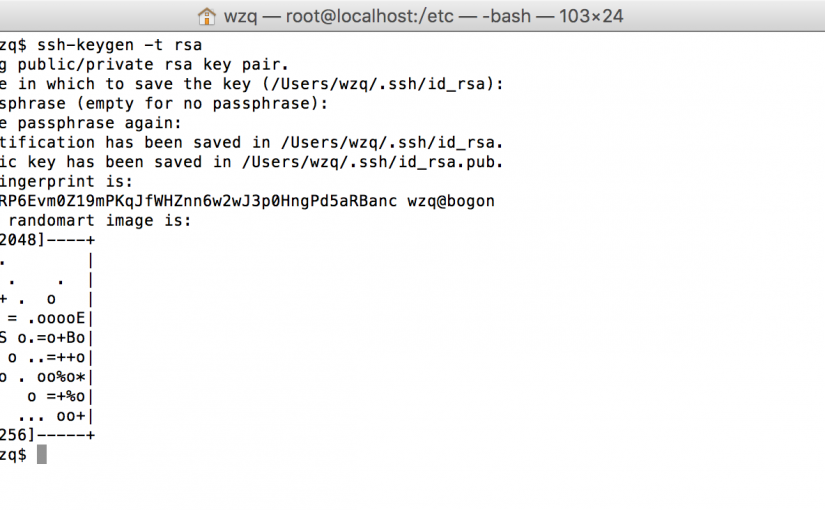 wzq — root@localhost:/etc — -bash — 103×24
zq$ ssh-keygen -t rsa
g public/private rsa key pair.
e in which to save the key (/Users/wzq/.ssh/id_rsa):
sphrase (empty for no passphrase):
e passphrase again:
tification has been saved in /Users/wzq/.ssh/id_rsa.
ic key has been saved in /Users/wzq/.ssh/id_rsa.pub.
ingerprint is:
RP6Evm0Z19mPKqJfWHZnn6w2wJ3p0HngPd5aRBanc wzq@bogon
 randomart image is:
2048]----+
.        |
 .    .  |
+ .  o   |
 = .ooooE|
S o.=o+Bo|
 o ..=++o|
o . oo%o*|
   o =+%o|
  ... oo+|
256]-----+
zq$